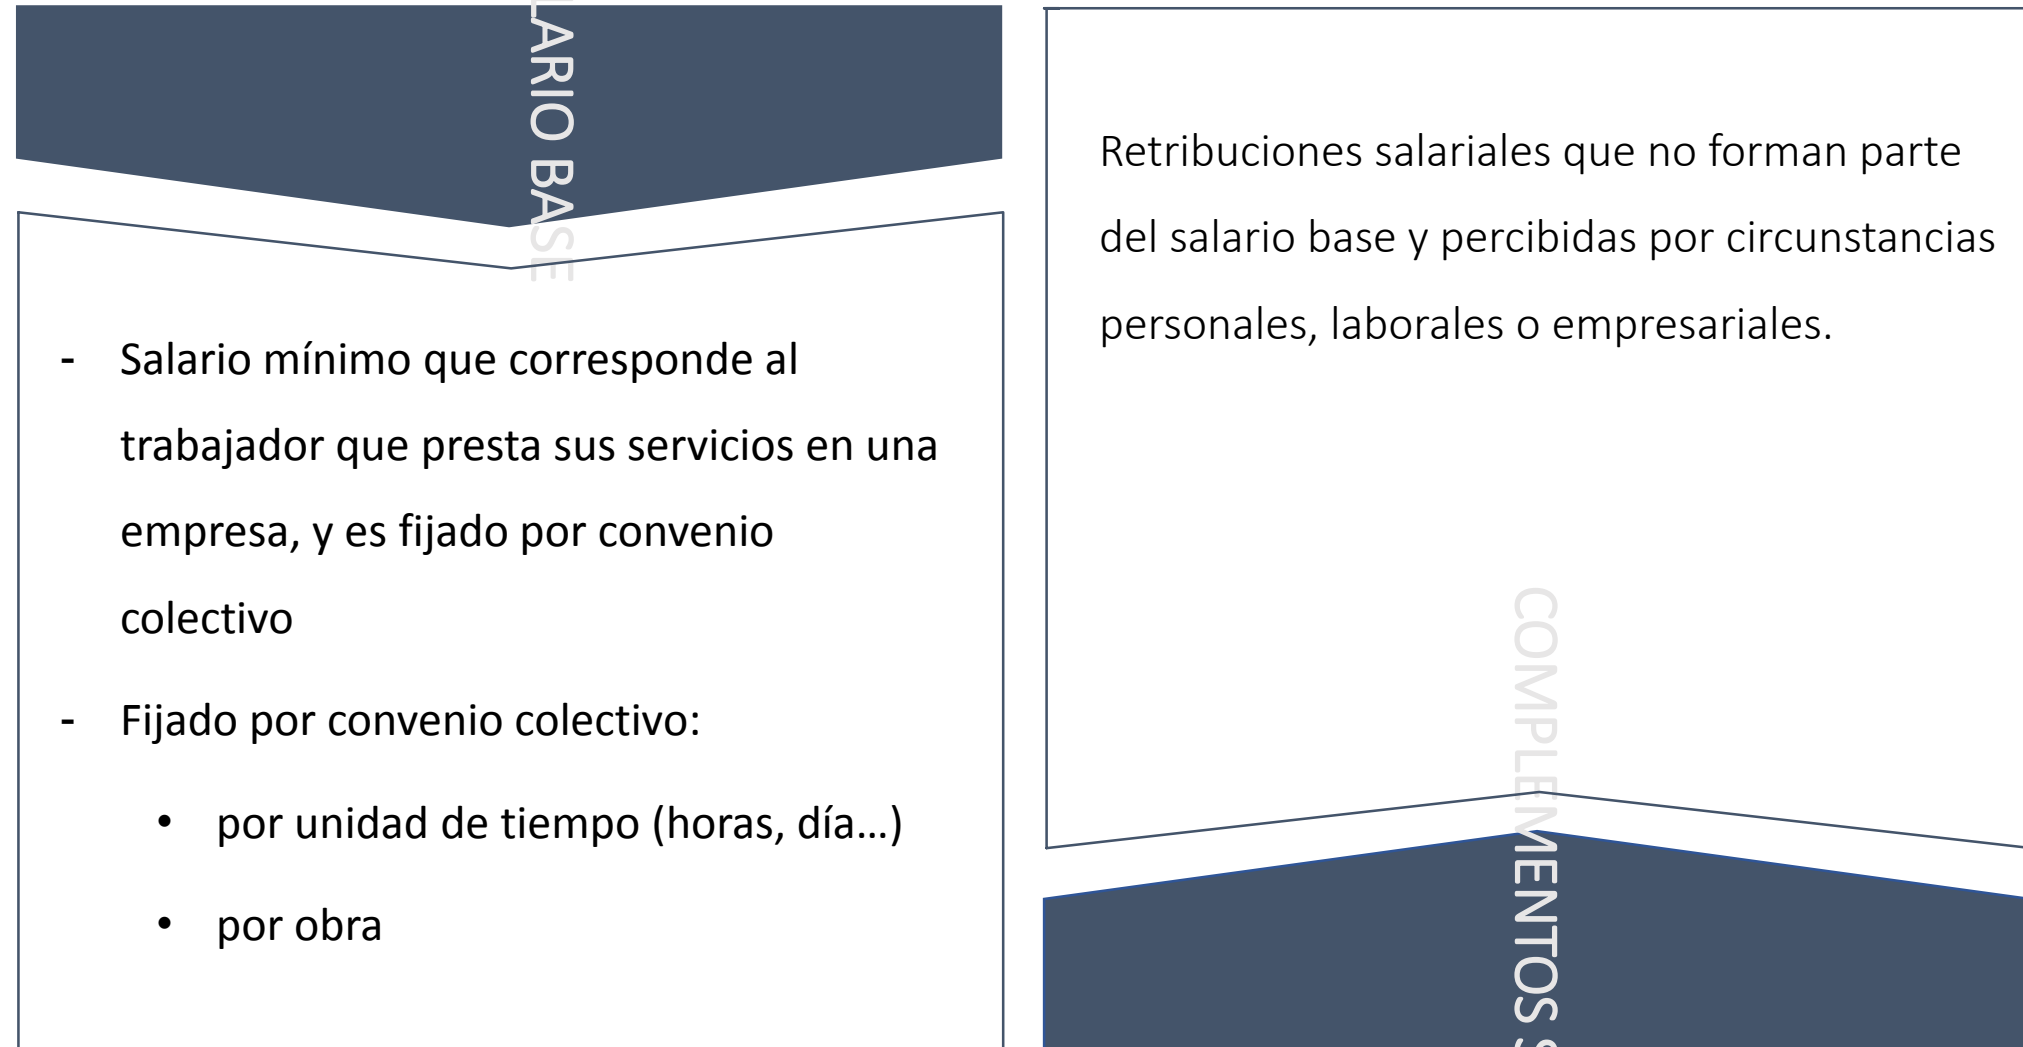 LARIO BASE
- Salario mínimo que corresponde al
trabajador que presta sus servicios en una
empresa, y es fijado por convenio
colectivo
- Fijado por convenio colectivo:
• por unidad de tiempo (horas, día…)
• por obra
Retribuciones salariales que no forman parte
del salario base y percibidas por circunstancias
personales, laborales o empresariales.
COMPLEMENTOS S